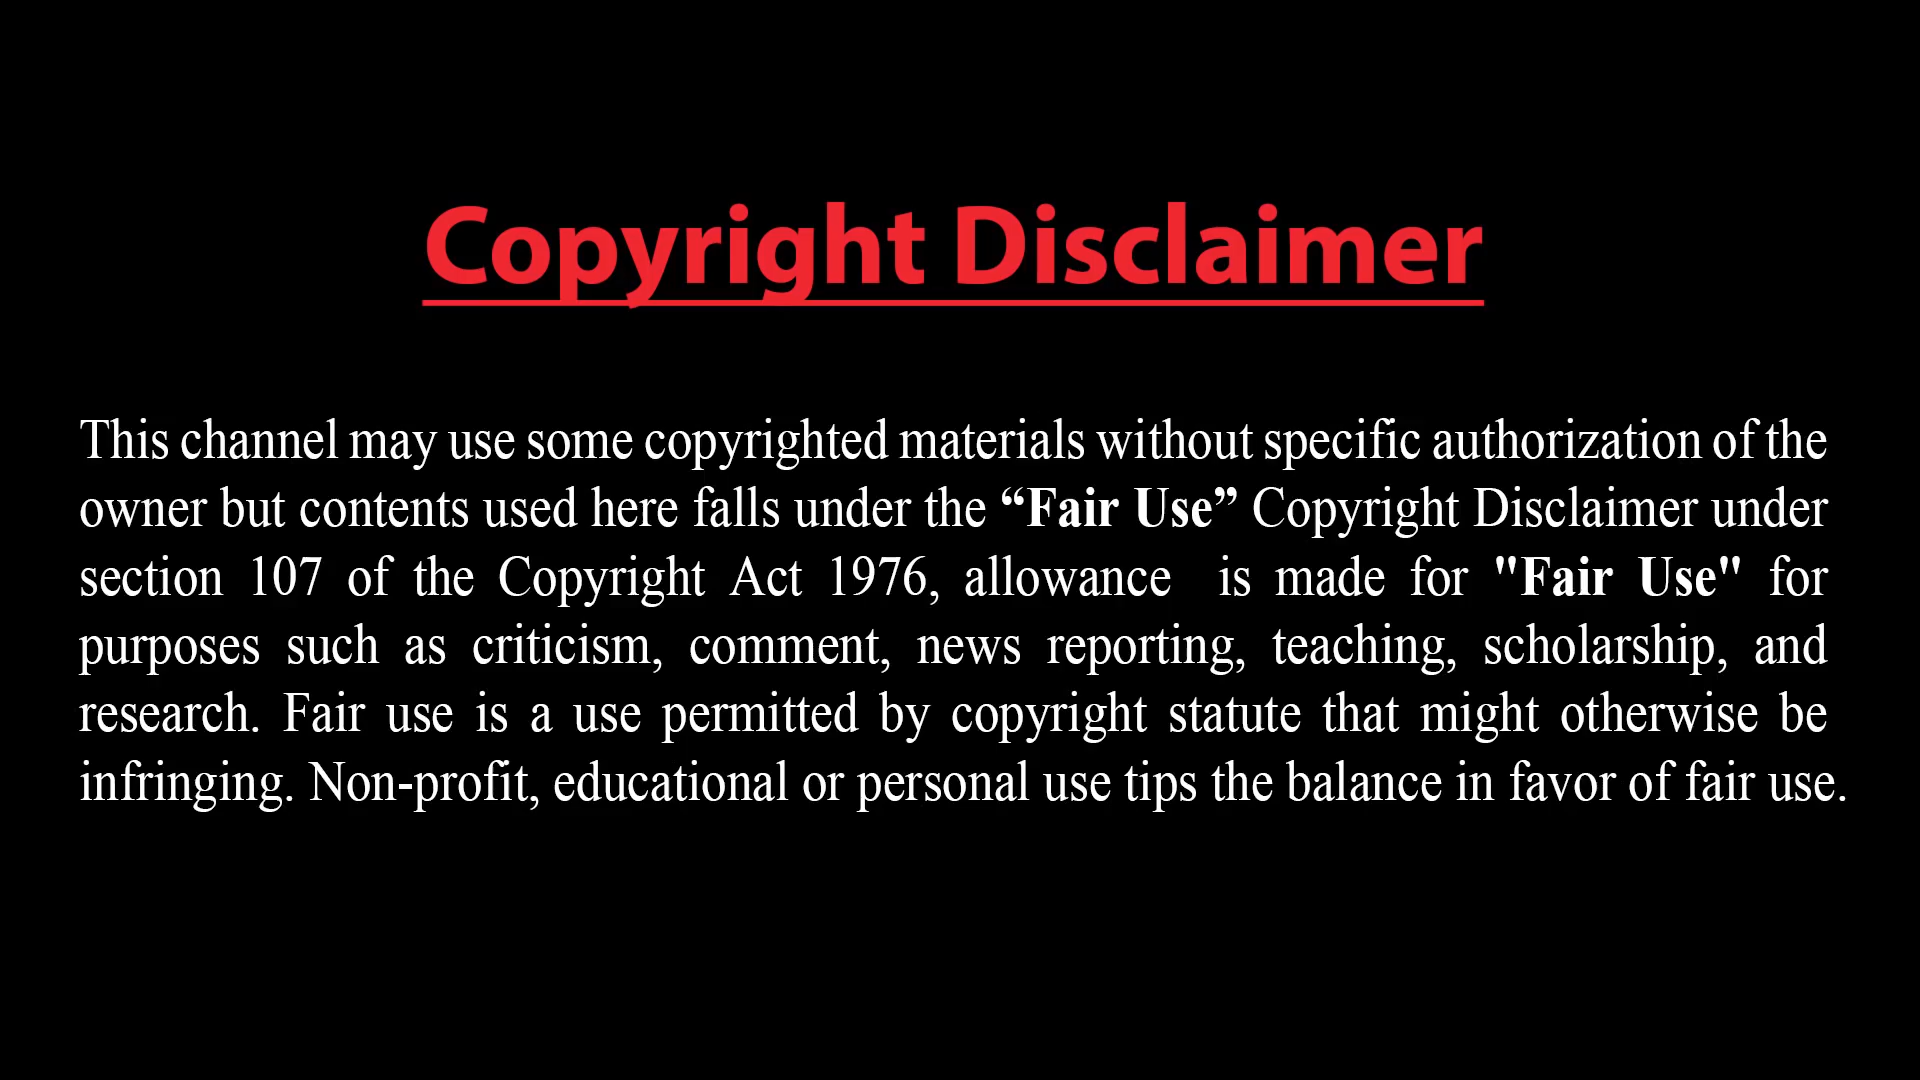 Copyright Disclaimer
This channel may use some copyrighted materials without specific authorization of the
owner but contents used here falls under the “Fair Use” Copyright Disclaimer under
section 107 of the Copyright Act 1976, allowance  is made for "Fair Use" for
purposes such as criticism, comment, news reporting, teaching, scholarship, and
research. Fair use is a use permitted by copyright statute that might otherwise be
infringing. Non-profit, educational or personal use tips the balance in favor of fair use.